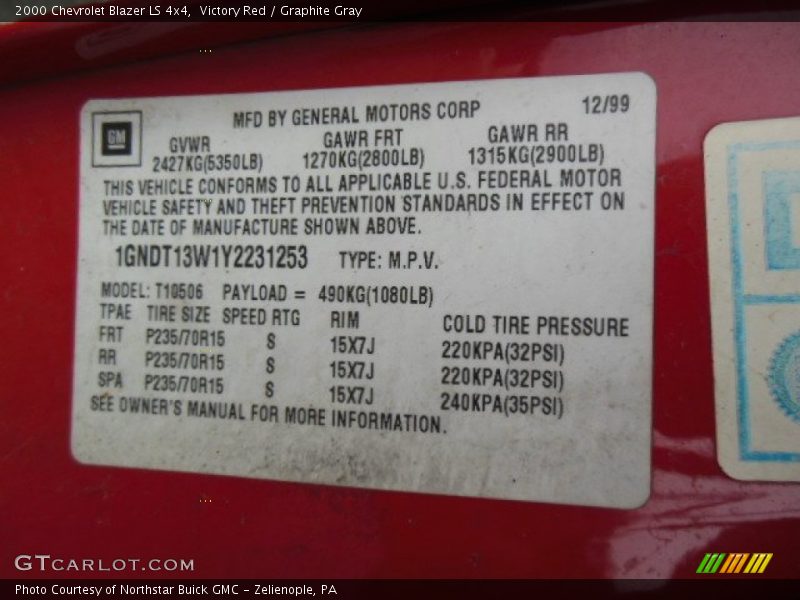 2000 Chevrolet Blazer LS 4x4,  Victory Red / Graphite Gray
GM
MFD BY GENERAL MOTORS CORP 12/99
GVWR GAWR FRT GAWR RR
2427KG(5350LB) 1270KG(2800LB) 1315KG(2900LB)
THIS VEHICLE CONFORMS TO ALL APPLICABLE U.S. FEDERAL MOTOR
VEHICLE SAFETY AND THEFT PREVENTION STANDARDS IN EFFECT ON
THE DATE OF MANUFACTURE SHOWN ABOVE.
1GNDT13W1Y2231253 TYPE: M.P.V.
MODEL: T10506 PAYLOAD = 490KG(1080LB)
TPAE TIRE SIZE SPEED RTG RIM COLD TIRE PRESSURE
FRT P235/70R15 S 15X7J 220KPA(32PSI)
RR P235/70R15 S 15X7J 220KPA(32PSI)
SPA P235/70R15 S 15X7J 240KPA(35PSI)
SEE OWNER'S MANUAL FOR MORE INFORMATION.
GTCARLOT.COM
Photo Courtesy of Northstar Buick GMC - Zelienople, PA